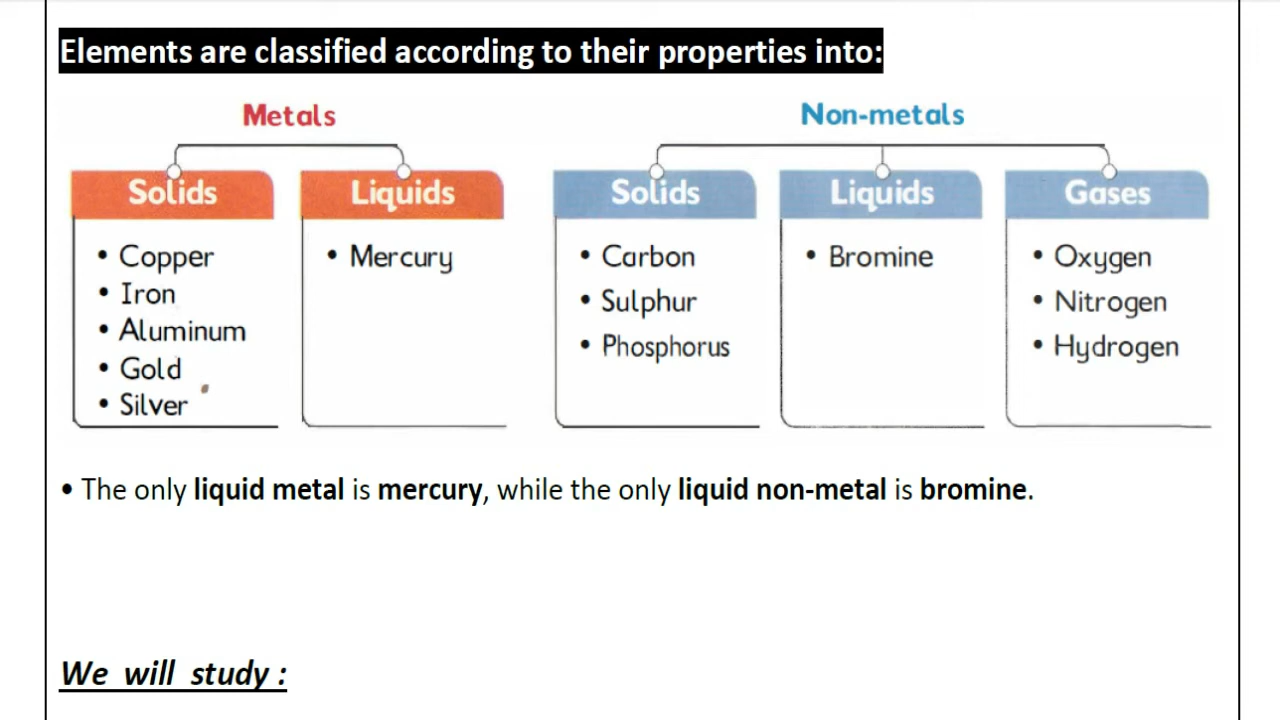 Elements are classified according to their properties into:
Metals
Solids
• Copper
• Iron
• Aluminum
• Gold
• Silver
Liquids
• Mercury
Non-metals
Solids
• Carbon
• Sulphur
• Phosphorus
Liquids
• Bromine
Gases
• Oxygen
• Nitrogen
• Hydrogen
• The only liquid metal is mercury, while the only liquid non-metal is bromine.
We will study :